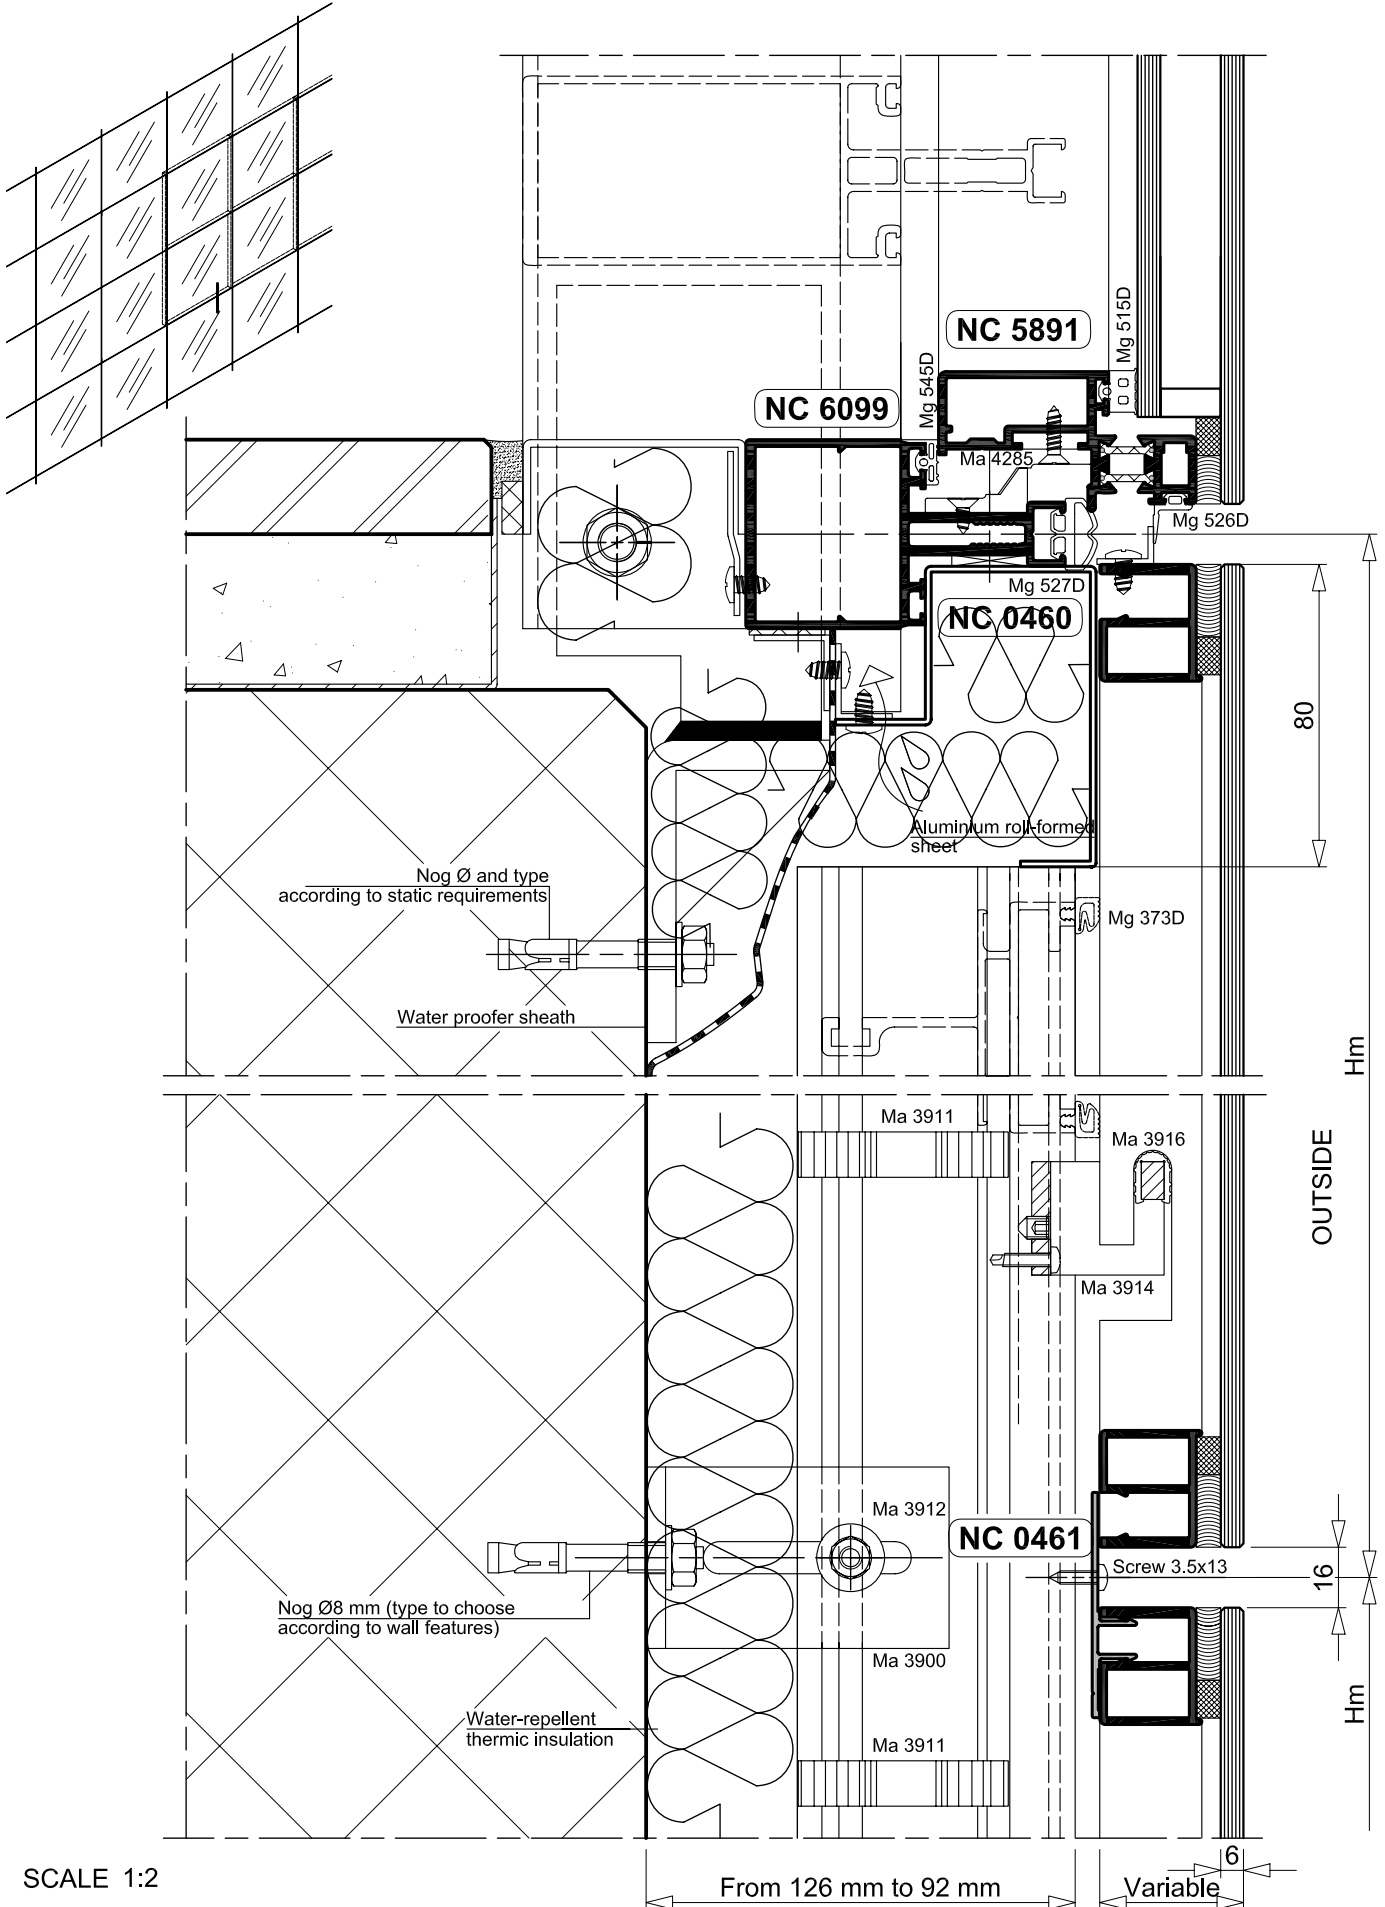 Mg 515D
NC 5891
Mg 545D
NC 6099
Ma 4285
Mg 526D
Mg 527D
NC 0460
80
Aluminium roll-formed
sheet
Nog Ø and type
according to static requirements
Mg 373D
Water proofer sheath
Hm
Ma 3911
Ma 3916
OUTSIDE
Ma 3914
Ma 3912
NC 0461
Screw 3.5x13
16
Nog Ø8 mm (type to choose
according to wall features)
Ma 3900
Water-repellent
thermic insulation
Hm
Ma 3911
6
SCALE 1:2
From 126 mm to 92 mm
Variable